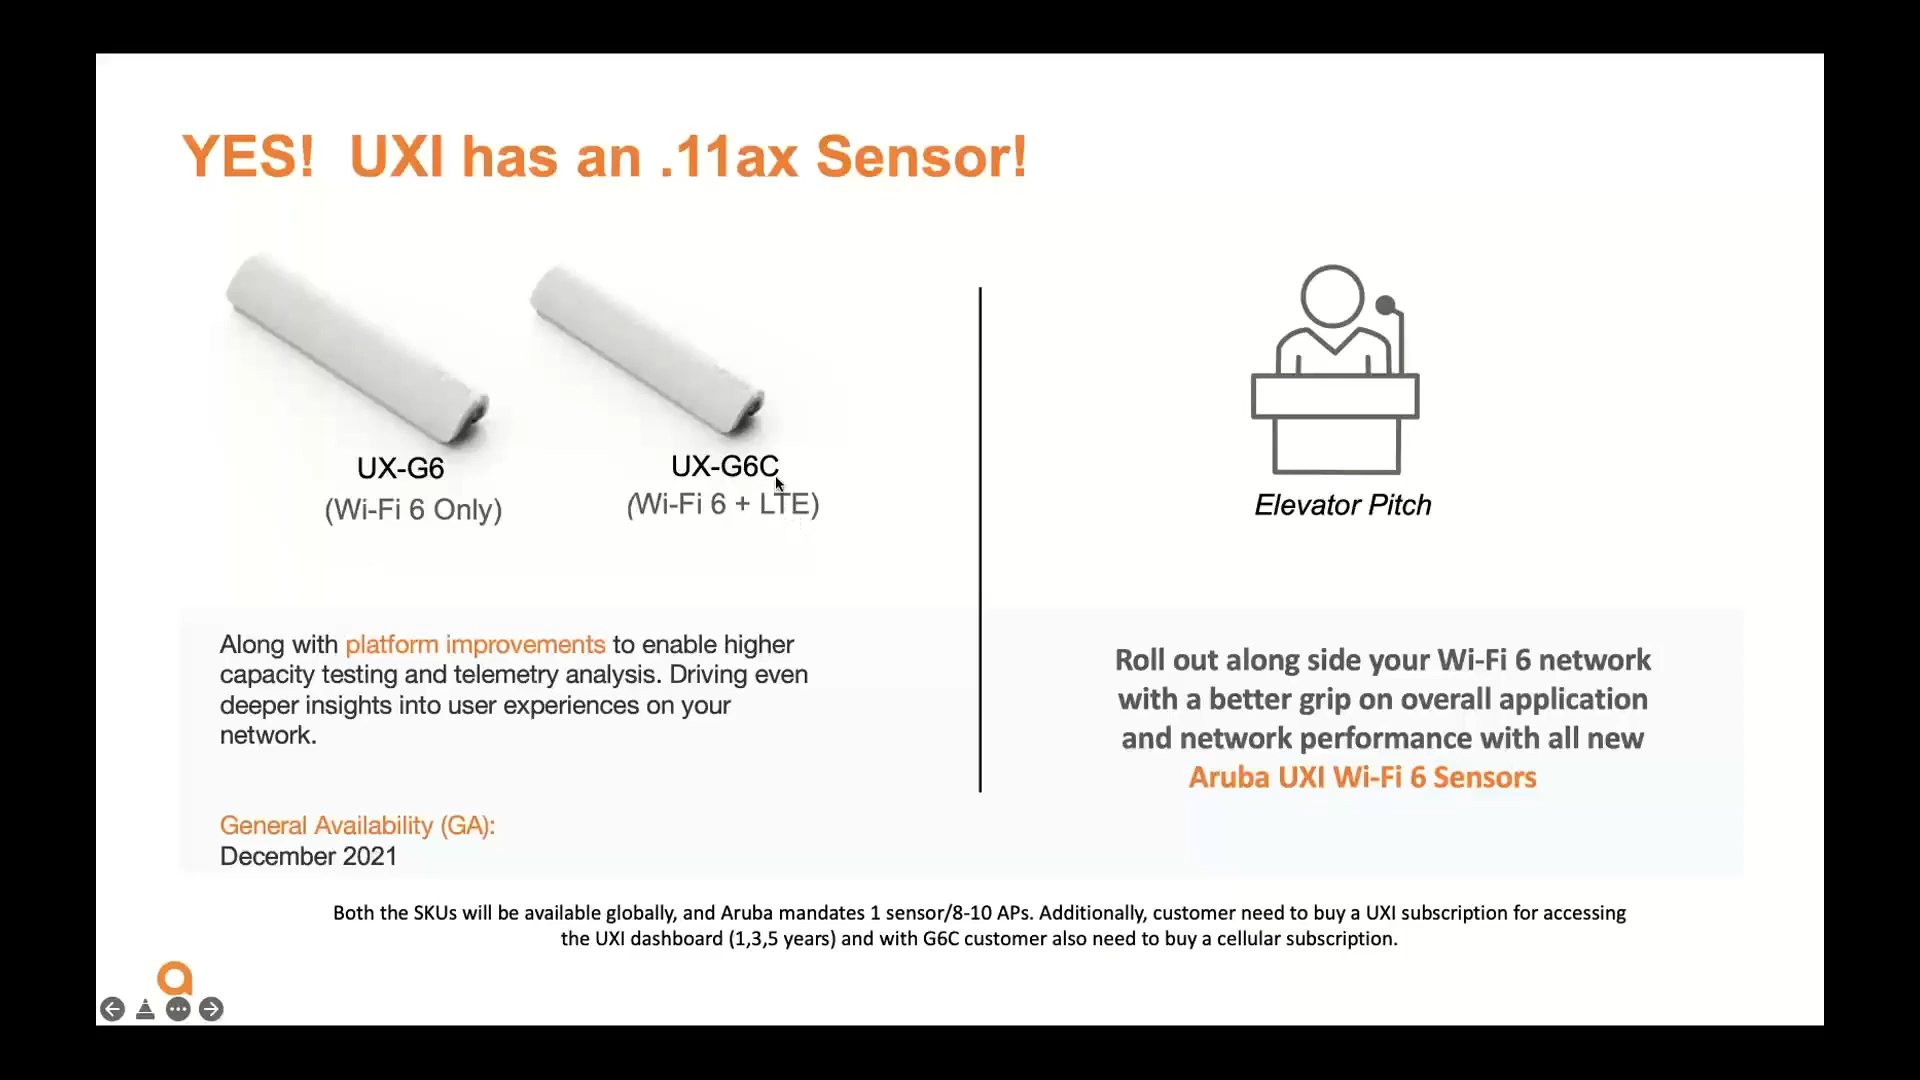 YES! UXI has an .11ax Sensor!
UX-G6
(Wi-Fi 6 Only)
UX-G6C
(Wi-Fi 6 + LTE)
Elevator Pitch
Along with platform improvements to enable higher
capacity testing and telemetry analysis. Driving even
deeper insights into user experiences on your
network.
General Availability (GA):
December 2021
Roll out along side your Wi-Fi 6 network
with a better grip on overall application
and network performance with all new
Aruba UXI Wi-Fi 6 Sensors
Both the SKUs will be available globally, and Aruba mandates 1 sensor/8-10 APs. Additionally, customer need to buy a UXI subscription for accessing
the UXI dashboard (1,3,5 years) and with G6C customer also need to buy a cellular subscription.